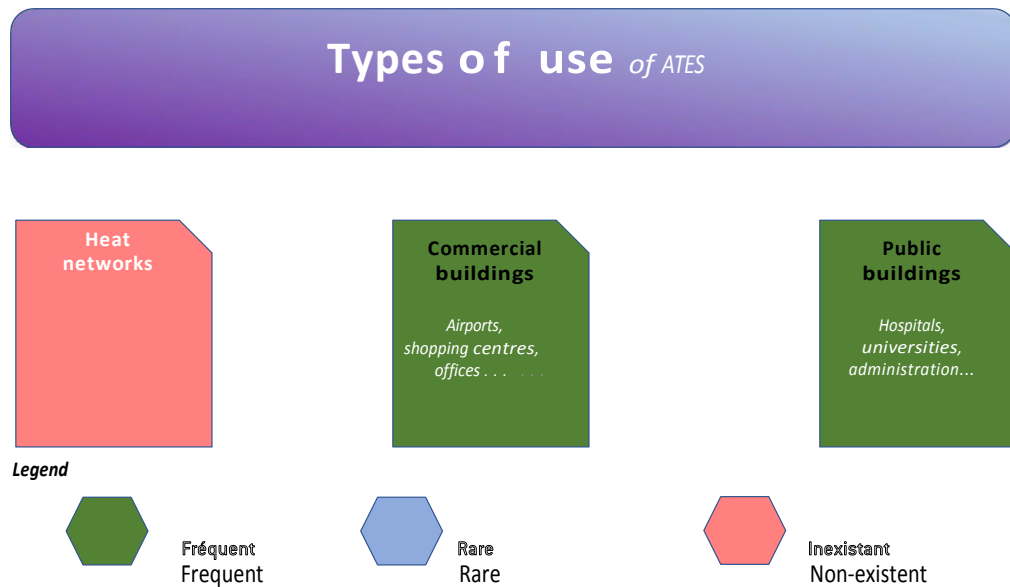 Types of use of ATES
Heat
networks
Commercial
buildings
Airports,
shopping centres,
offices . . . . . . .
Public
buildings
Hospitals,
universities,
administration...
Legend
Fréquent
Frequent
Rare
Rare
Inexistant
Non-existent